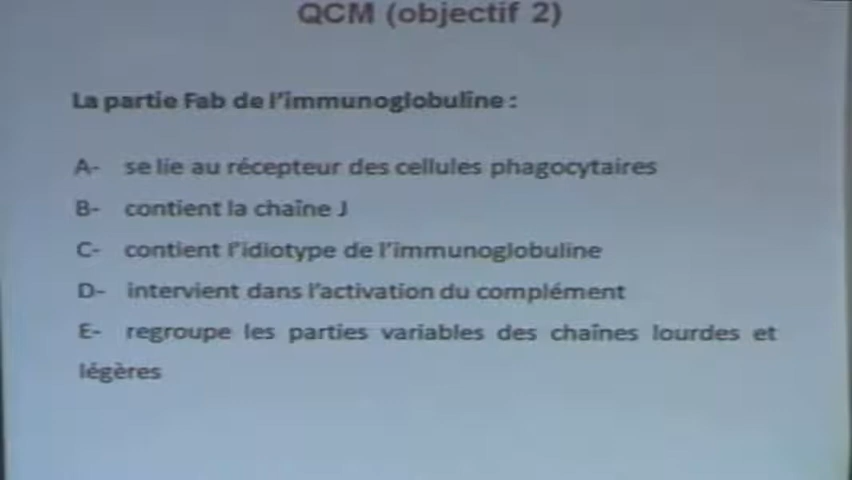 QCM (objectif 2)
La partie Fab de l'immunoglobuline :
A- se lie au récepteur des cellules phagocytaires
B- contient la chaîne J
C- contient l'idiotype de l'immunoglobuline
D- intervient dans l'activation du complément
E- regroupe les parties variables des chaînes lourdes et
légères